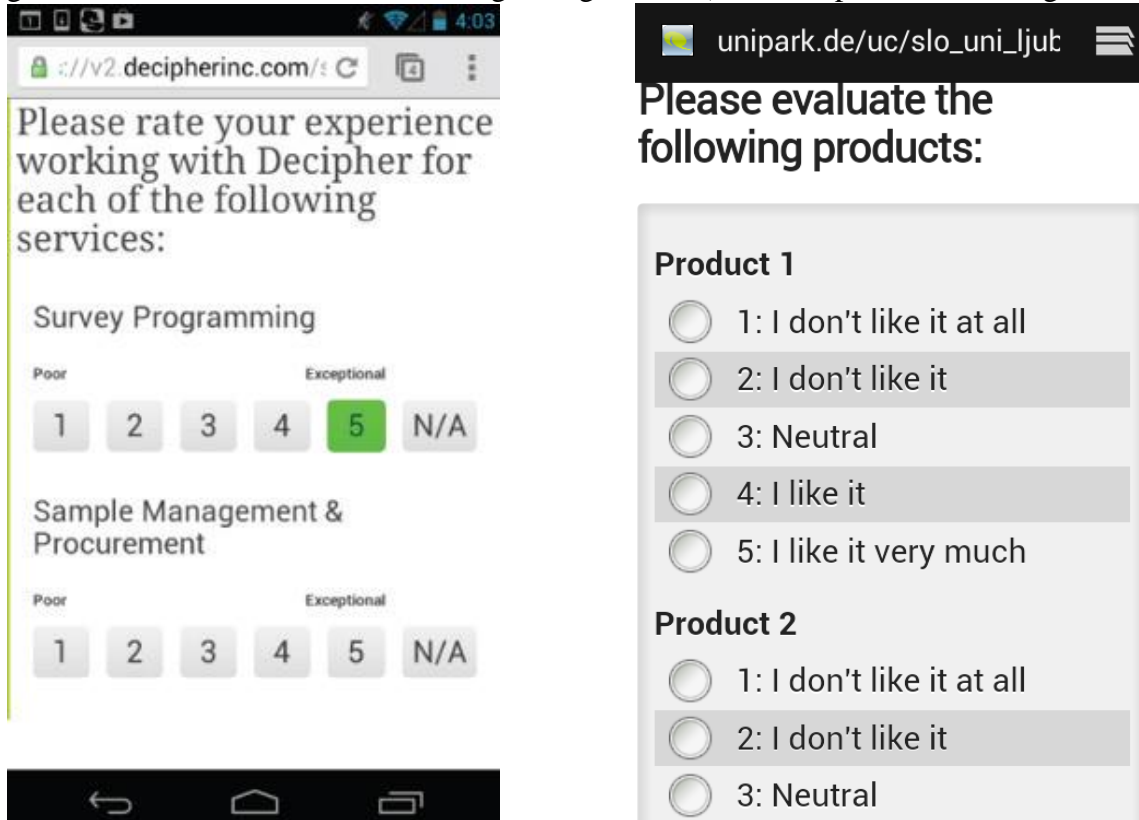 4:03
://v2.decipherinc.com/s
4
Please rate your experience
working with Decipher for
each of the following
services:
Survey Programming
Poor Exceptional
1 2 3 4 5 N/A
Sample Management &
Procurement
Poor Exceptional
1 2 3 4 5 N/A
unipark.de/uc/slo_uni_ljub
Please evaluate the
following products:
Product 1
1: I don't like it at all
2: I don't like it
3: Neutral
4: I like it
5: I like it very much
Product 2
1: I don't like it at all
2: I don't like it
3: Neutral